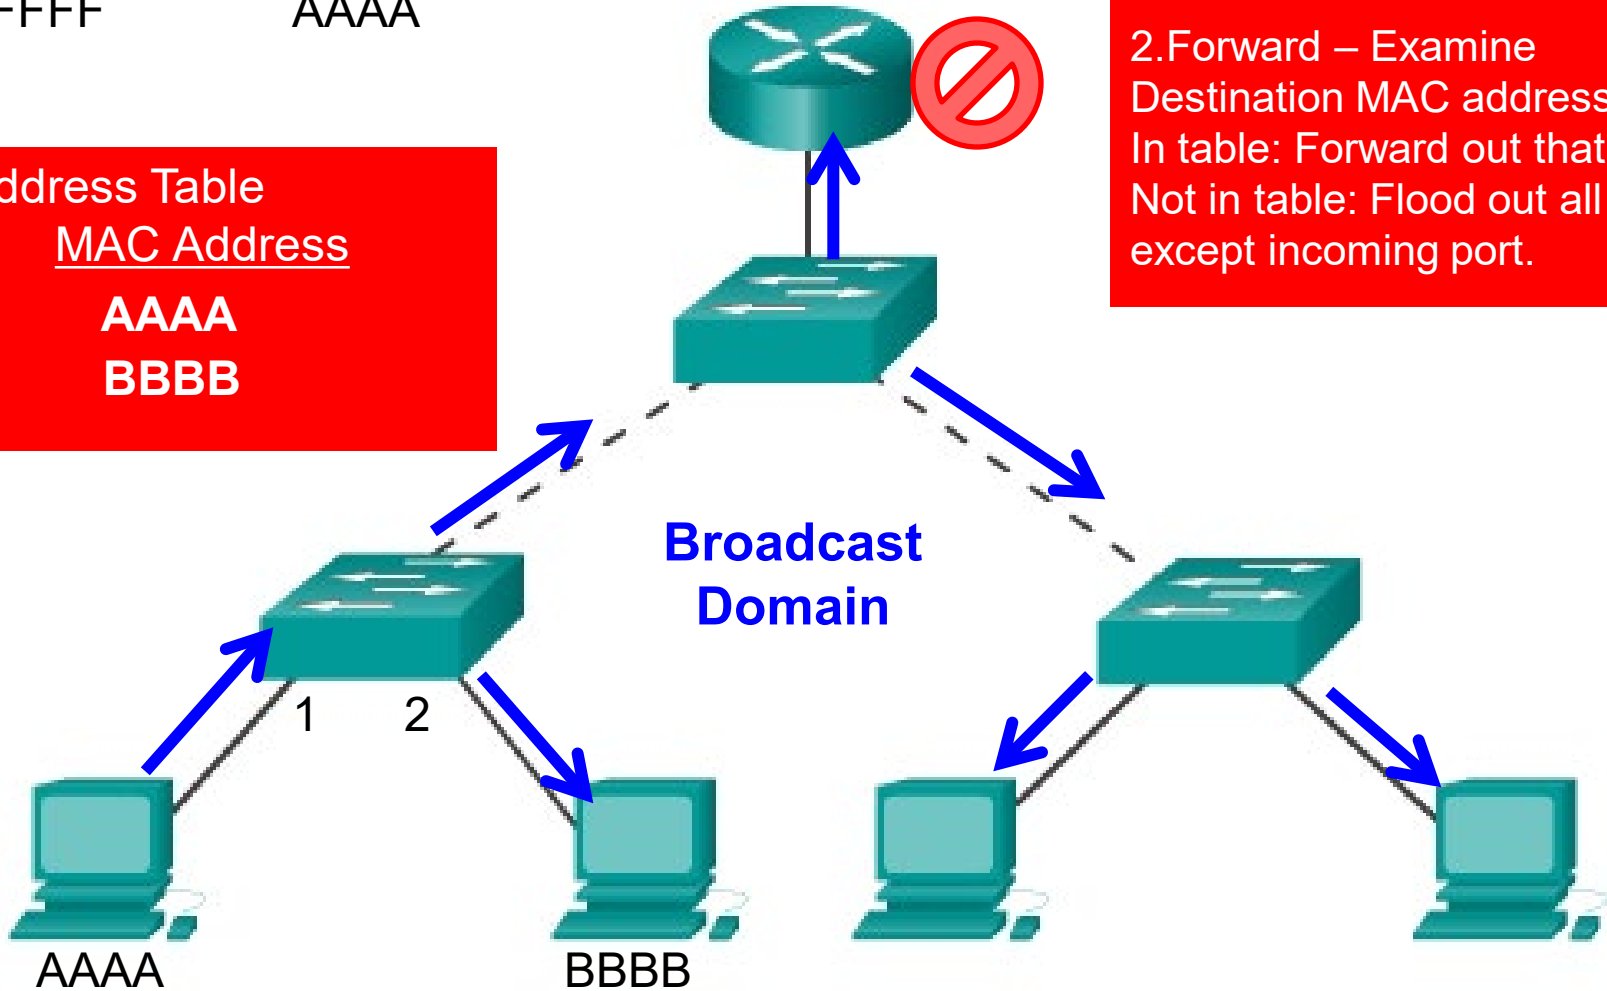 FFFF AAAA
2.Forward – Examine
Destination MAC address
In table: Forward out that
Not in table: Flood out all
except incoming port.
ddress Table
MAC Address
AAAA
BBBB
Broadcast
Domain
1 2
AAAA BBBB